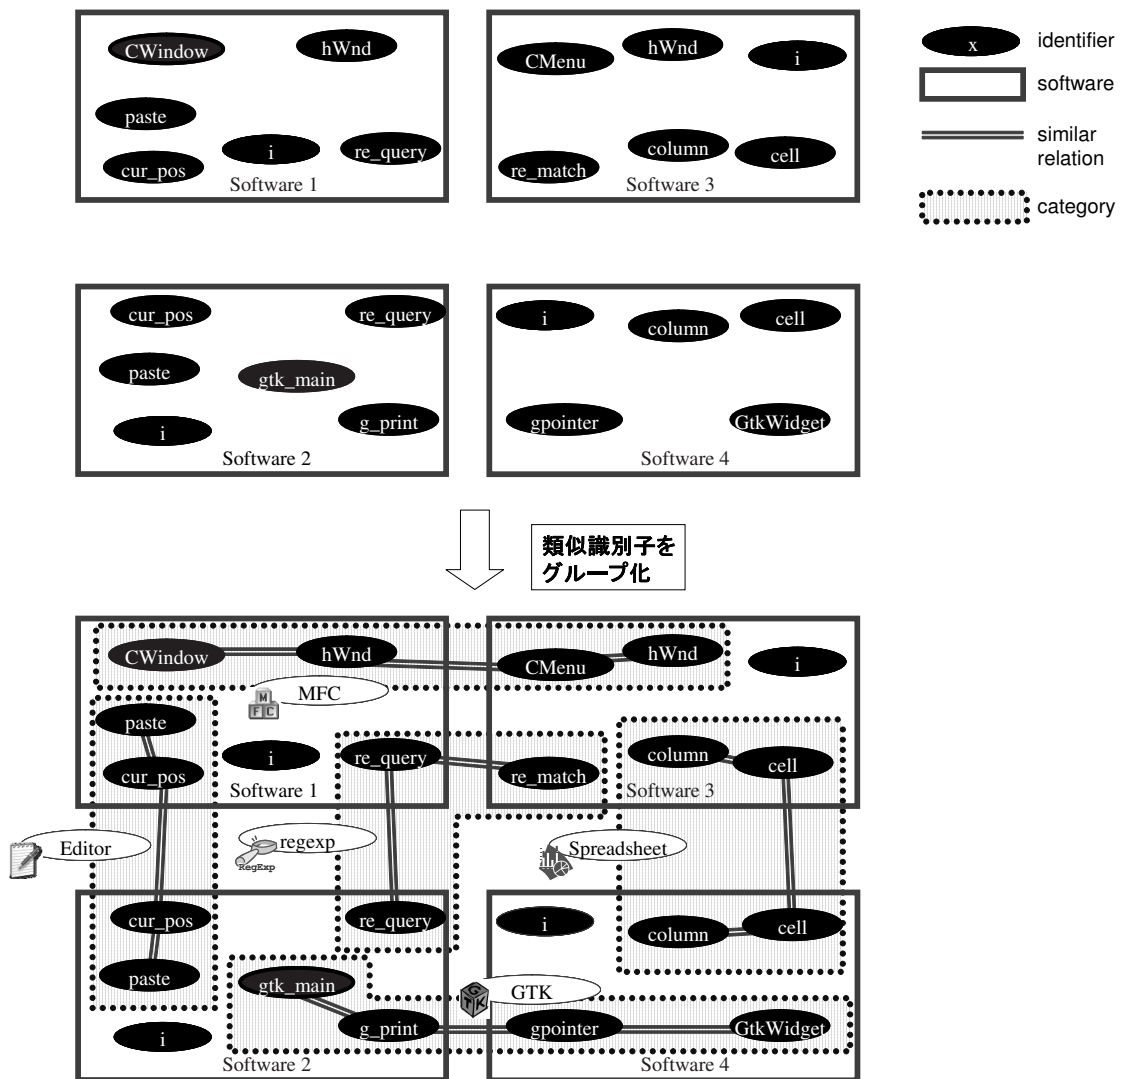 CWindow
hWnd
paste
i
re_query
cur_pos
Software 1
CMenu
hWnd
i
column
cell
re_match
Software 3
x
identifier
software
similar
relation
category
cur_pos
re_query
paste
gtk_main
i
g_print
Software 2
i
column
cell
gpointer
GtkWidget
Software 4
類似識別子を
グループ化
CWindow
hWnd
CMenu
hWnd
i
M
F C
MFC
paste
i
re_query
column
cell
cur_pos
re_match
Software 1
Software 3
Editor
RegExp
regexp
Spreadsheet
cur_pos
re_query
i
column
cell
paste
gtk_main
G
T K
GTK
i
g_print
gpointer
GtkWidget
Software 2
Software 4